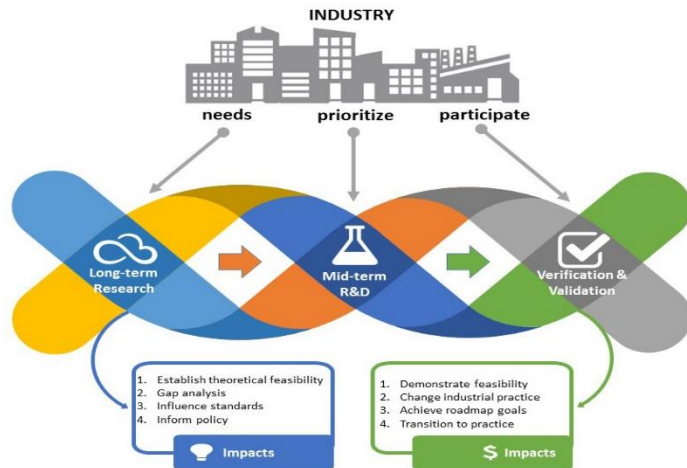 INDUSTRY
needs prioritize participate
Long-term
Research
Mid-term
R&D
Verification &
Validation
1. Establish theoretical feasibility
2. Gap analysis
3. Influence standards
4. Inform policy
Impacts
1. Demonstrate feasibility
2. Change industrial practice
3. Achieve roadmap goals
4. Transition to practice
$ Impacts